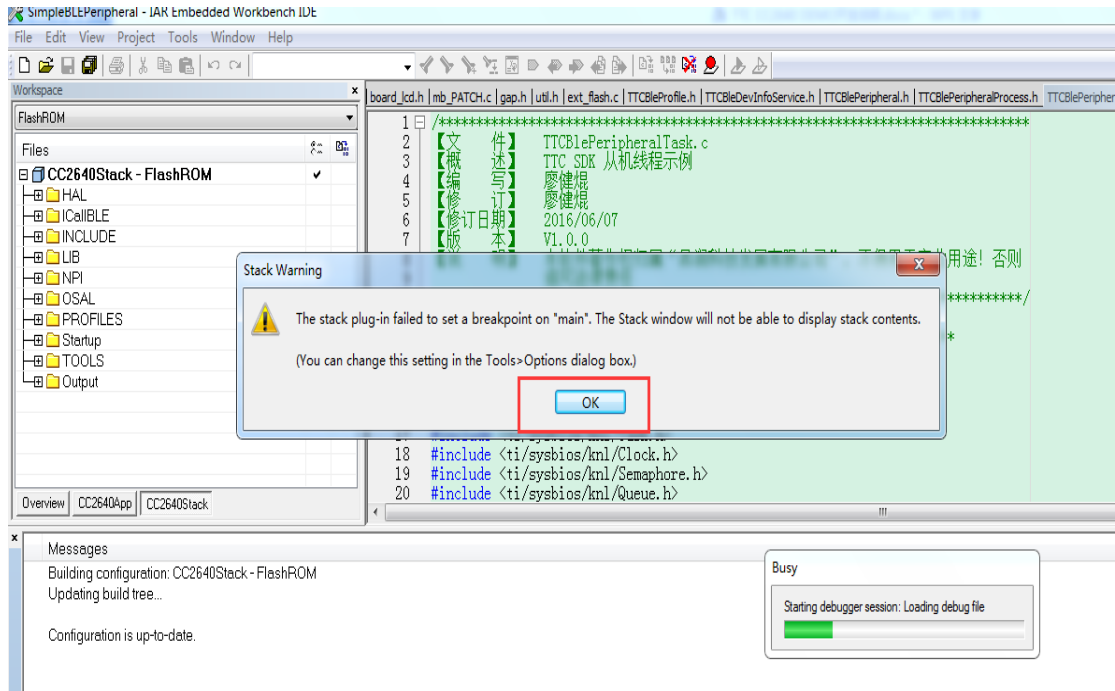 SimpleBLEPeripheral - IAR Embedded Workbench IDE
File Edit View Project Tools Window Help
Workspace
FlashROM
Files
CC2640Stack - FlashROM
HAL
ICallBLE
INCLUDE
LIB
NPI
OSAL
PROFILES
Startup
TOOLS
Output
Overview CC2640App CC2640Stack
board_lcd.h mb_PATCH.c gap.h util.h ext_flash.c TTCBleProfile.h TTCBleDevInfoService.h TTCBlePeripheral.h TTCBlePeripheralProcess.h TTCBlePeripher
1 /******************************************************************************
2 【文 件】 TTCBlePeripheralTask.c
3 【概 述】 TTC SDK 从机线程示例
4 【编 写】 廖健焜
5 【修 订】 廖健焜
6 【修订日期】 2016/06/07
7 【版 本】 V1.0.0
用途！否则
**********/
*
18 #include <ti/sysbios/knl/Clock.h>
19 #include <ti/sysbios/knl/Semaphore.h>
20 #include <ti/sysbios/knl/Queue.h>
Stack Warning
The stack plug-in failed to set a breakpoint on "main". The Stack window will not be able to display stack contents.
(You can change this setting in the Tools>Options dialog box.)
OK
Messages
Building configuration: CC2640Stack - FlashROM
Updating build tree...
Configuration is up-to-date.
Busy
Starting debugger session: Loading debug file